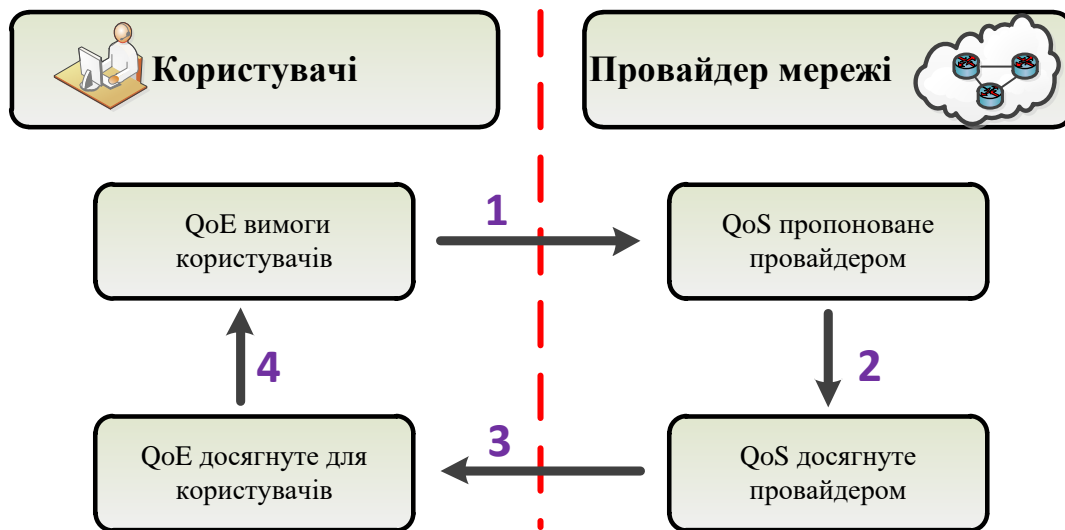 Користувачі
Провайдер мережі
QoE вимоги
користувачів
1
QoS пропоноване
провайдером
4
2
QoE досягнуте для
користувачів
3
QoS досягнуте
провайдером